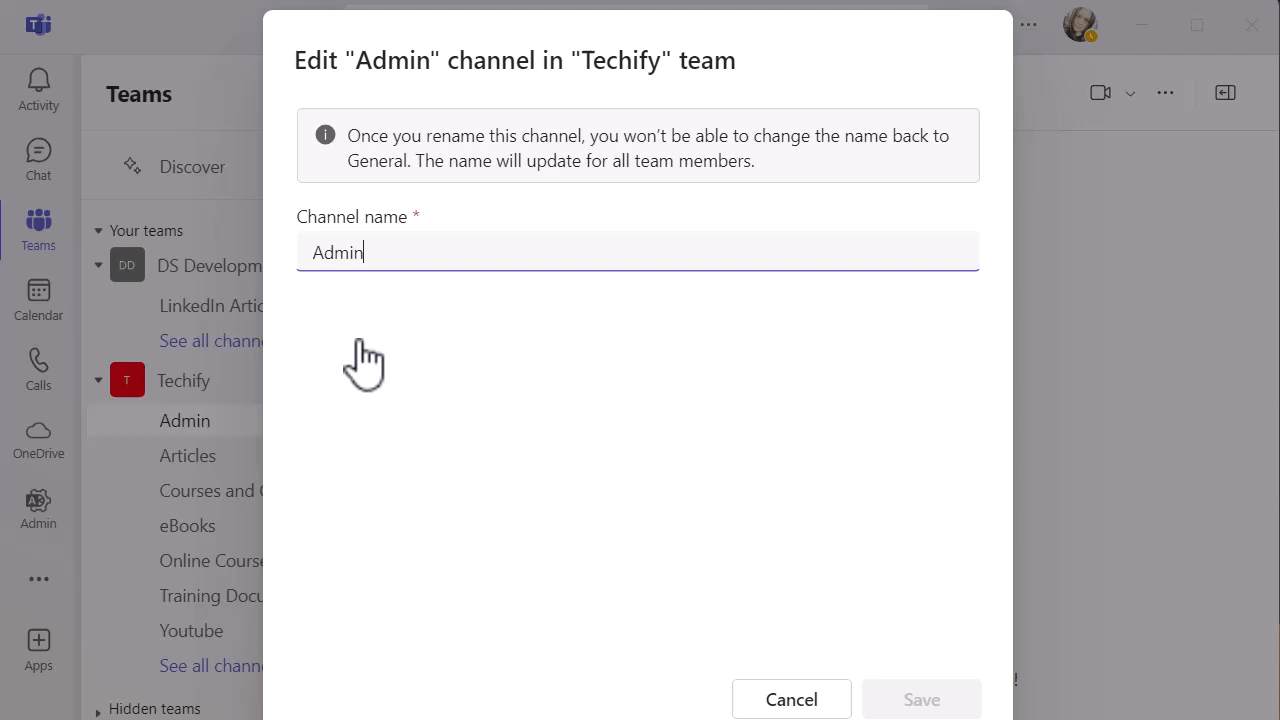 Edit "Admin" channel in "Techify" team
Once you rename this channel, you won't be able to change the name back to
General. The name will update for all team members.
Channel name *
Admin
Cancel
Save
Activity
Chat
Teams
Calendar
Calls
OneDrive
Admin
Apps
Teams
Discover
Your teams
DD
DS Developm
LinkedIn Artic
See all chann
T
Techify
Admin
Articles
Courses and
eBooks
Online Course
Training Docu
Youtube
See all chann
Hidden teams
!